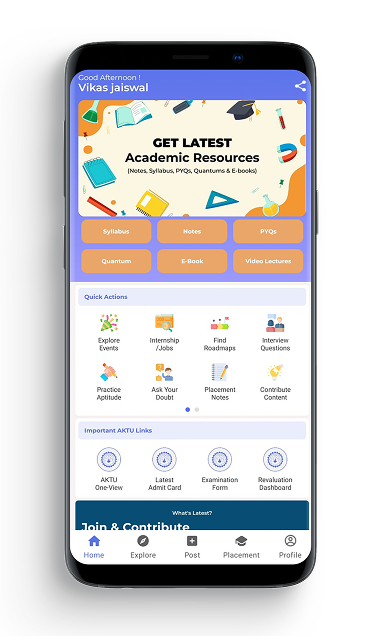 Good Afternoon !
Vikas jaiswal
GET LATEST
Academic Resources
(Notes, Syllabus, PYQs, Quantums & E-books)
Syllabus
Notes
PYQs
Quantum
E-Book
Video Lectures
Quick Actions
Explore
Events
Internship
/Jobs
Find
Roadmaps
Interview
Questions
Practice
Aptitude
Ask Your
Doubt
Placement
Notes
Contribute
Content
Important AKTU Links
AKTU
One-View
Latest
Admit Card
Examination
Form
Revaluation
Dashboard
What's Latest?
Join & Contribute
Home
Explore
Post
Placement
Profile